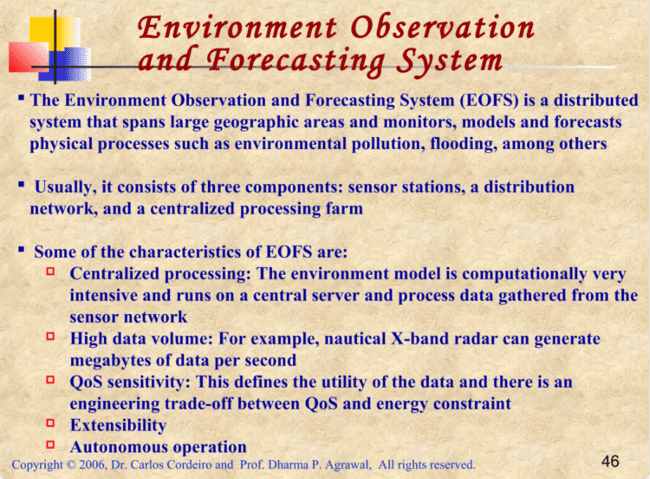 Environment Observation
and Forecasting System
▪ The Environment Observation and Forecasting System (EOFS) is a distributed
system that spans large geographic areas and monitors, models and forecasts
physical processes such as environmental pollution, flooding, among others
▪ Usually, it consists of three components: sensor stations, a distribution
network, and a centralized processing farm
▪ Some of the characteristics of EOFS are:
Centralized processing: The environment model is computationally very
intensive and runs on a central server and process data gathered from the
sensor network
High data volume: For example, nautical X-band radar can generate
megabytes of data per second
QoS sensitivity: This defines the utility of the data and there is an
engineering trade-off between QoS and energy constraint
Extensibility
Autonomous operation
Copyright © 2006, Dr. Carlos Cordeiro and Prof. Dharma P. Agrawal, All rights reserved.
46